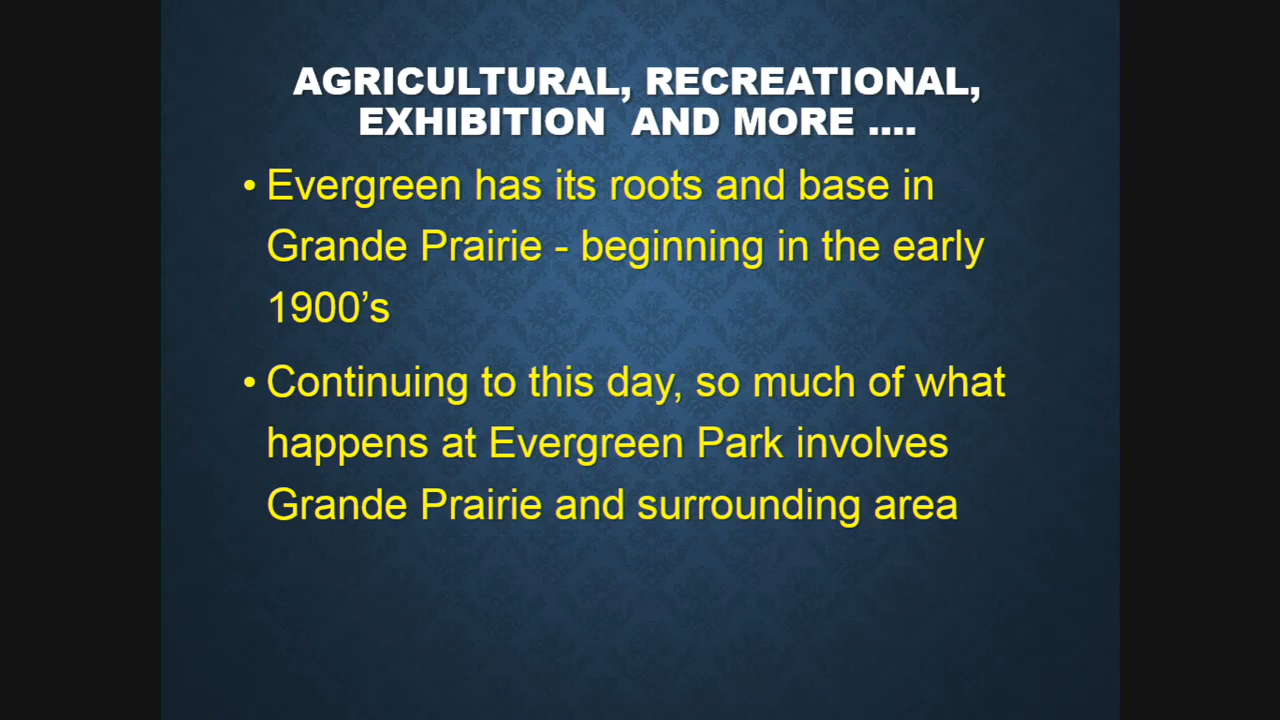 AGRICULTURAL, RECREATIONAL,
EXHIBITION AND MORE ....
• Evergreen has its roots and base in
Grande Prairie - beginning in the early
1900’s
• Continuing to this day, so much of what
happens at Evergreen Park involves
Grande Prairie and surrounding area